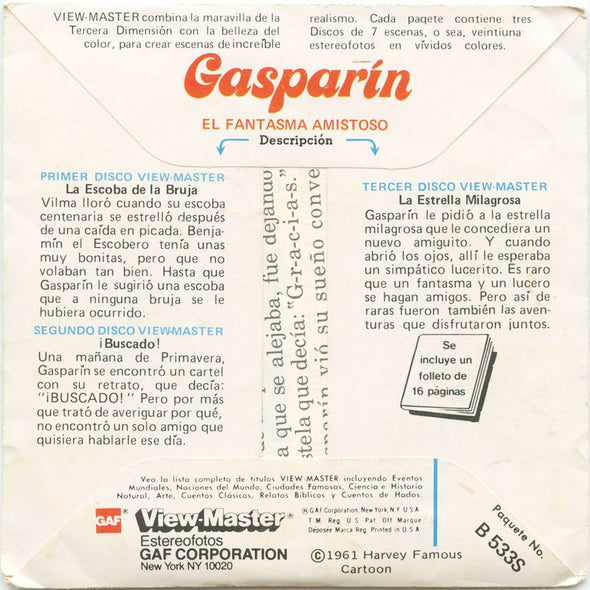 VIEW-MASTER combina la maravilla de la
Tercera Dimensión con la belleza del
color, para crear escenas de increíble
realismo. Cada paqete contiene tres
Discos de 7 escenas, o sea, veintiuna
estereofotos en vívidos colores.
Gasparín
EL FANTASMA AMISTOSO
Descripción
PRIMER DISCO VIEW-MASTER
La Escoba de la Bruja
Vilma lloró cuando su escoba
centenaria se estrelló después
de una caída en picada. Benja-
mín el Escobero tenía unas
muy bonitas, pero que no
volaban tan bien. Hasta que
Gasparín le sugirió una escoba
que a ninguna bruja se le
hubiera ocurrido.
SEGUNDO DISCO VIEW-MASTER
¡Buscado!
Una mañana de Primavera,
Gasparín se encontró un cartel
con su retrato, que decía:
"¡BUSCADO!" Pero por más
que trató de averiguar por qué,
no encontró un solo amigo que
quisiera hablarle ese día.
a que se alejaba, fue dejando
stela que decía: "G-r-a-c-i-a-s."
sparín vió su sueño conve
TERCER DISCO VIEW-MASTER
La Estrella Milagrosa
Gasparín le pidió a la estrella
milagrosa que le concediera un
nuevo amiguito. Y cuando
abrió los ojos, allí le esperaba
un simpático lucerito. Es raro
que un fantasma y un lucero
se hagan amigos. Pero así de
raras fueron también las aven-
turas que disfrutaron juntos.
Se
incluye un
folleto de
16 páginas
Vea la lista completa de titulos VIEW-MASTER incluyendo Eventos
Mundiales, Naciones del Mundo, Ciudades Famosas, Ciencia e Historia
Natural, Arte, Cuentos Clásicos, Relatos Bíblicos y Cuentos de Hadas.
GAF® View-Master®
Estereofotos
GAF CORPORATION
New York NY 10020
®,GAF Corporation, New York, N.Y. U S A
T M. Reg. U.S. Pat. Off. Marque
Déposée Marca Reg. Printed in U.S.A.
©1961 Harvey Famous
Cartoon
Paquete No.
B 533S